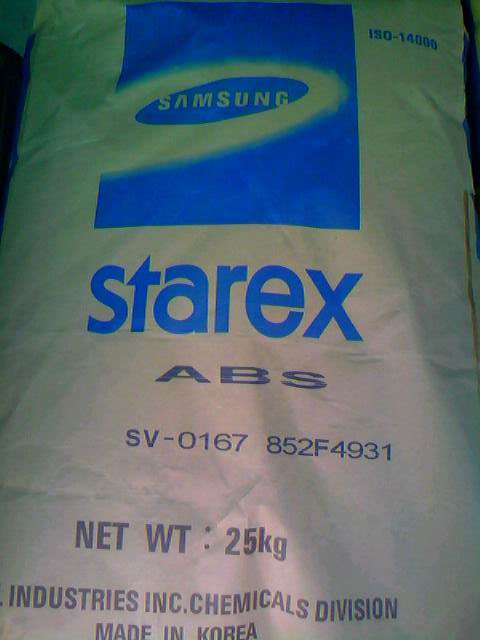 ISO-14000
SAMSUNG
starex
ABS
SV-0167 852F4931
NET WT : 25kg
INDUSTRIES INC.CHEMICALS DIVISION
MADE IN KOREA